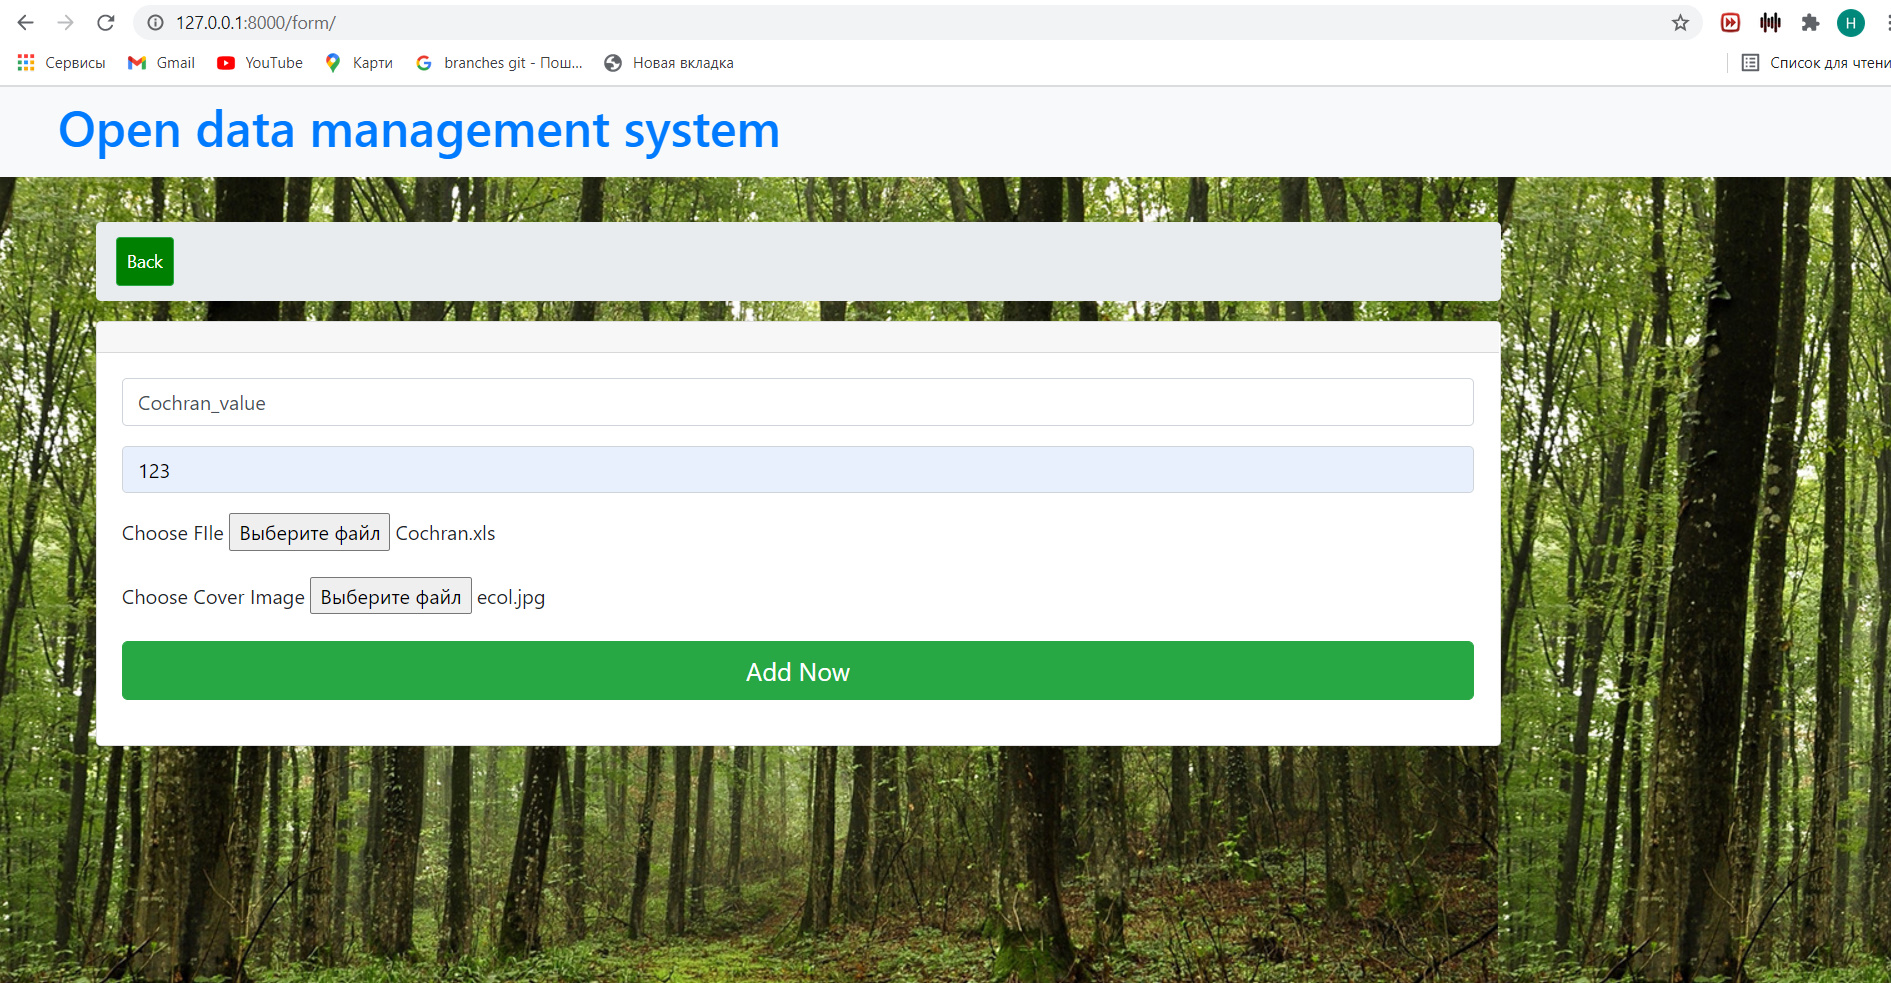 127.0.0.1:8000/form/
H
Сервисы Gmail YouTube Карти branches git - Пош... Новая вкладка Список для чтени
Open data management system
Back
Cochran_value
123
Choose FIle Выберите файл Cochran.xls
Choose Cover Image Выберите файл ecol.jpg
Add Now